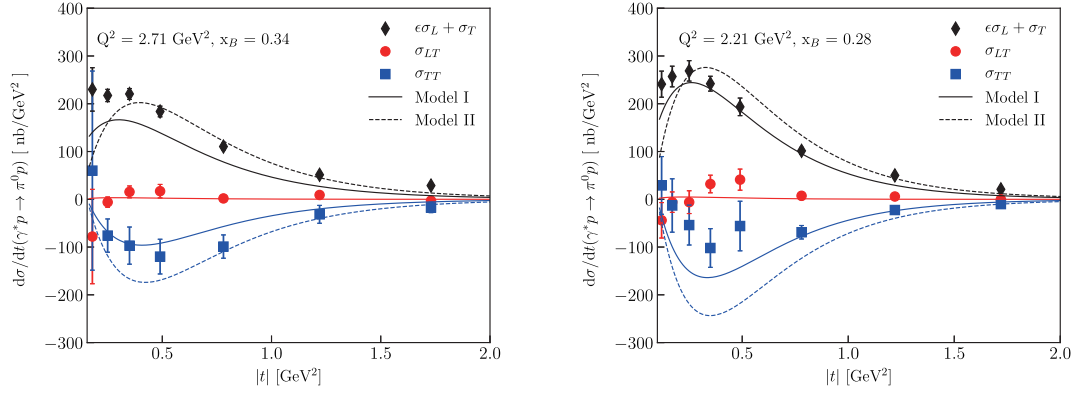 400
300
200
100
0
−100
−200
−300
dσ/dt(γ*p → π⁰p) [ nb/GeV² ]
Q² = 2.71 GeV², x_B = 0.34
ϵσ_L + σ_T
σ_LT
σ_TT
Model I
Model II
0.5 1.0 1.5 2.0
|t| [GeV²]
400
300
200
100
0
−100
−200
−300
dσ/dt(γ*p → π⁰p) [ nb/GeV² ]
Q² = 2.21 GeV², x_B = 0.28
ϵσ_L + σ_T
σ_LT
σ_TT
Model I
Model II
0.5 1.0 1.5 2.0
|t| [GeV²]